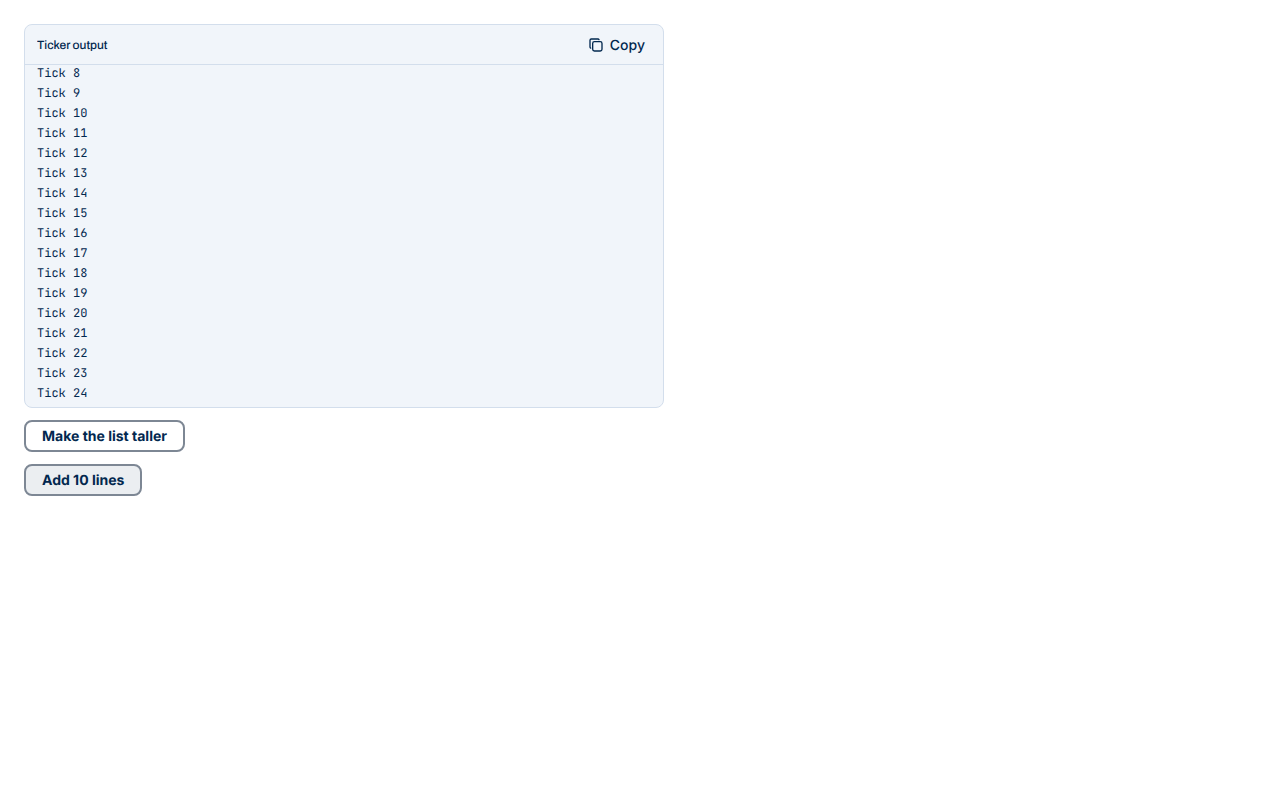 Ticker output
Copy
Tick 8
Tick 9
Tick 10
Tick 11
Tick 12
Tick 13
Tick 14
Tick 15
Tick 16
Tick 17
Tick 18
Tick 19
Tick 20
Tick 21
Tick 22
Tick 23
Tick 24
Make the list taller
Add 10 lines